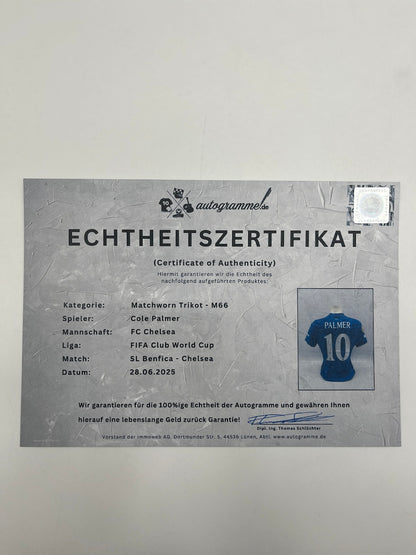 autogramme.de
ECHTHEITSZERTIFIKAT
(Certificate of Authenticity)
Hiermit garantieren wir die Echtheit des
nachfolgend aufgeführten Produktes:
Kategorie: Matchworn Trikot - M66
Spieler: Cole Palmer
Mannschaft: FC Chelsea
Liga: FIFA Club World Cup
Match: SL Benfica - Chelsea
Datum: 28.06.2025
PALMER
10
Wir garantieren für die 100%ige Echtheit der Autogramme und gewähren Ihnen
hierauf eine lebenslange Geld zurück Garantie!
Dipl. Ing. Thomas Schlüchter
Vorstand der immoweb AG, Dortmunder Str. 5, 44536 Lünen, Abtl. www.autogramme.de